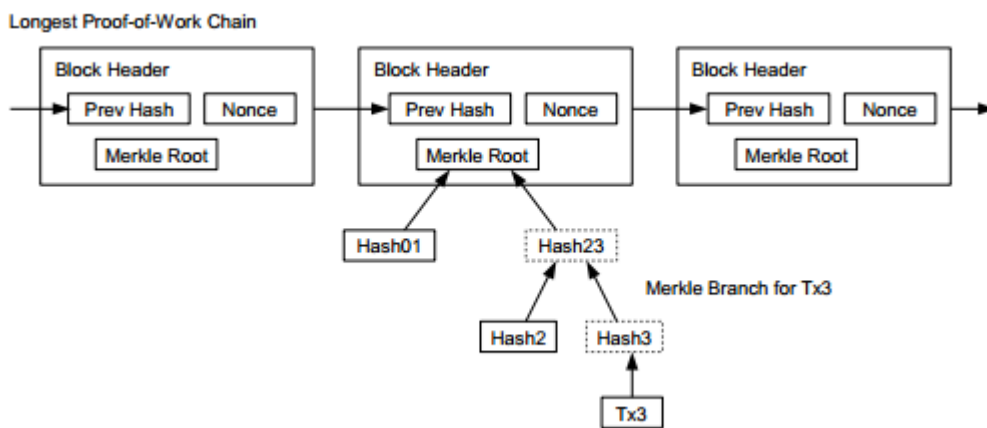 Longest Proof-of-Work Chain
Block Header
Block Header
Block Header
Prev Hash
Nonce
Prev Hash
Nonce
Prev Hash
Nonce
Merkle Root
Merkle Root
Merkle Root
Hash01
Hash23
Merkle Branch for Tx3
Hash2
Hash3
Tx3